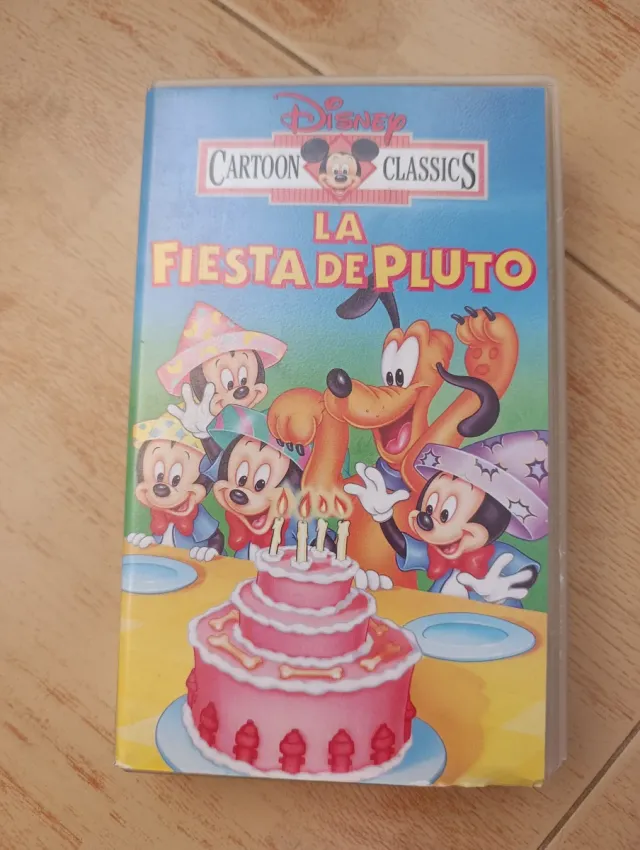 Disney
CARTOON CLASSICS
LA
FIESTA DE PLUTO